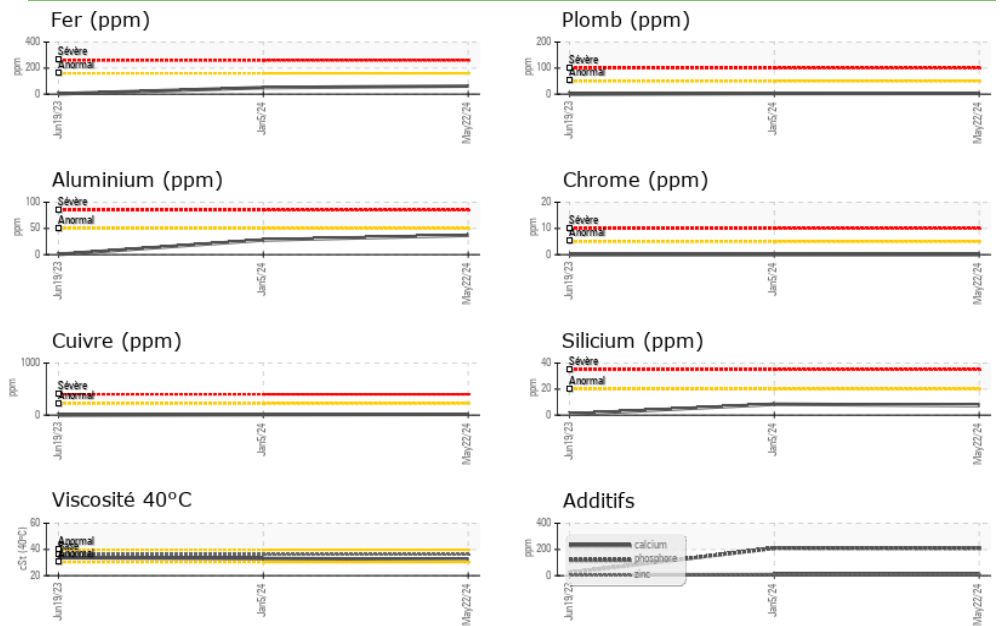 Fer (ppm)
400
200
0
ppm
Sévère
Anormal
Jun19/23
Jan5/24
May22/24
Plomb (ppm)
200
100
0
ppm
Sévère
Anormal
Jun19/23
Jan5/24
May22/24
Aluminium (ppm)
100
50
0
ppm
Sévère
Anormal
Jun19/23
Jan5/24
May22/24
Chrome (ppm)
20
10
0
ppm
Sévère
Anormal
Jun19/23
Jan5/24
May22/24
Cuivre (ppm)
1000
500
0
ppm
Sévère
Anormal
Jun19/23
Jan5/24
May22/24
Silicium (ppm)
40
20
0
ppm
Sévère
Anormal
Jun19/23
Jan5/24
May22/24
Viscosité 40°C
60
40
20
cSt (40°C)
Anormal
Base
Anormal
Jun19/23
Jan5/24
May22/24
Additifs
400
200
0
ppm
calcium
phosphore
zinc
Jun19/23
Jan5/24
May22/24